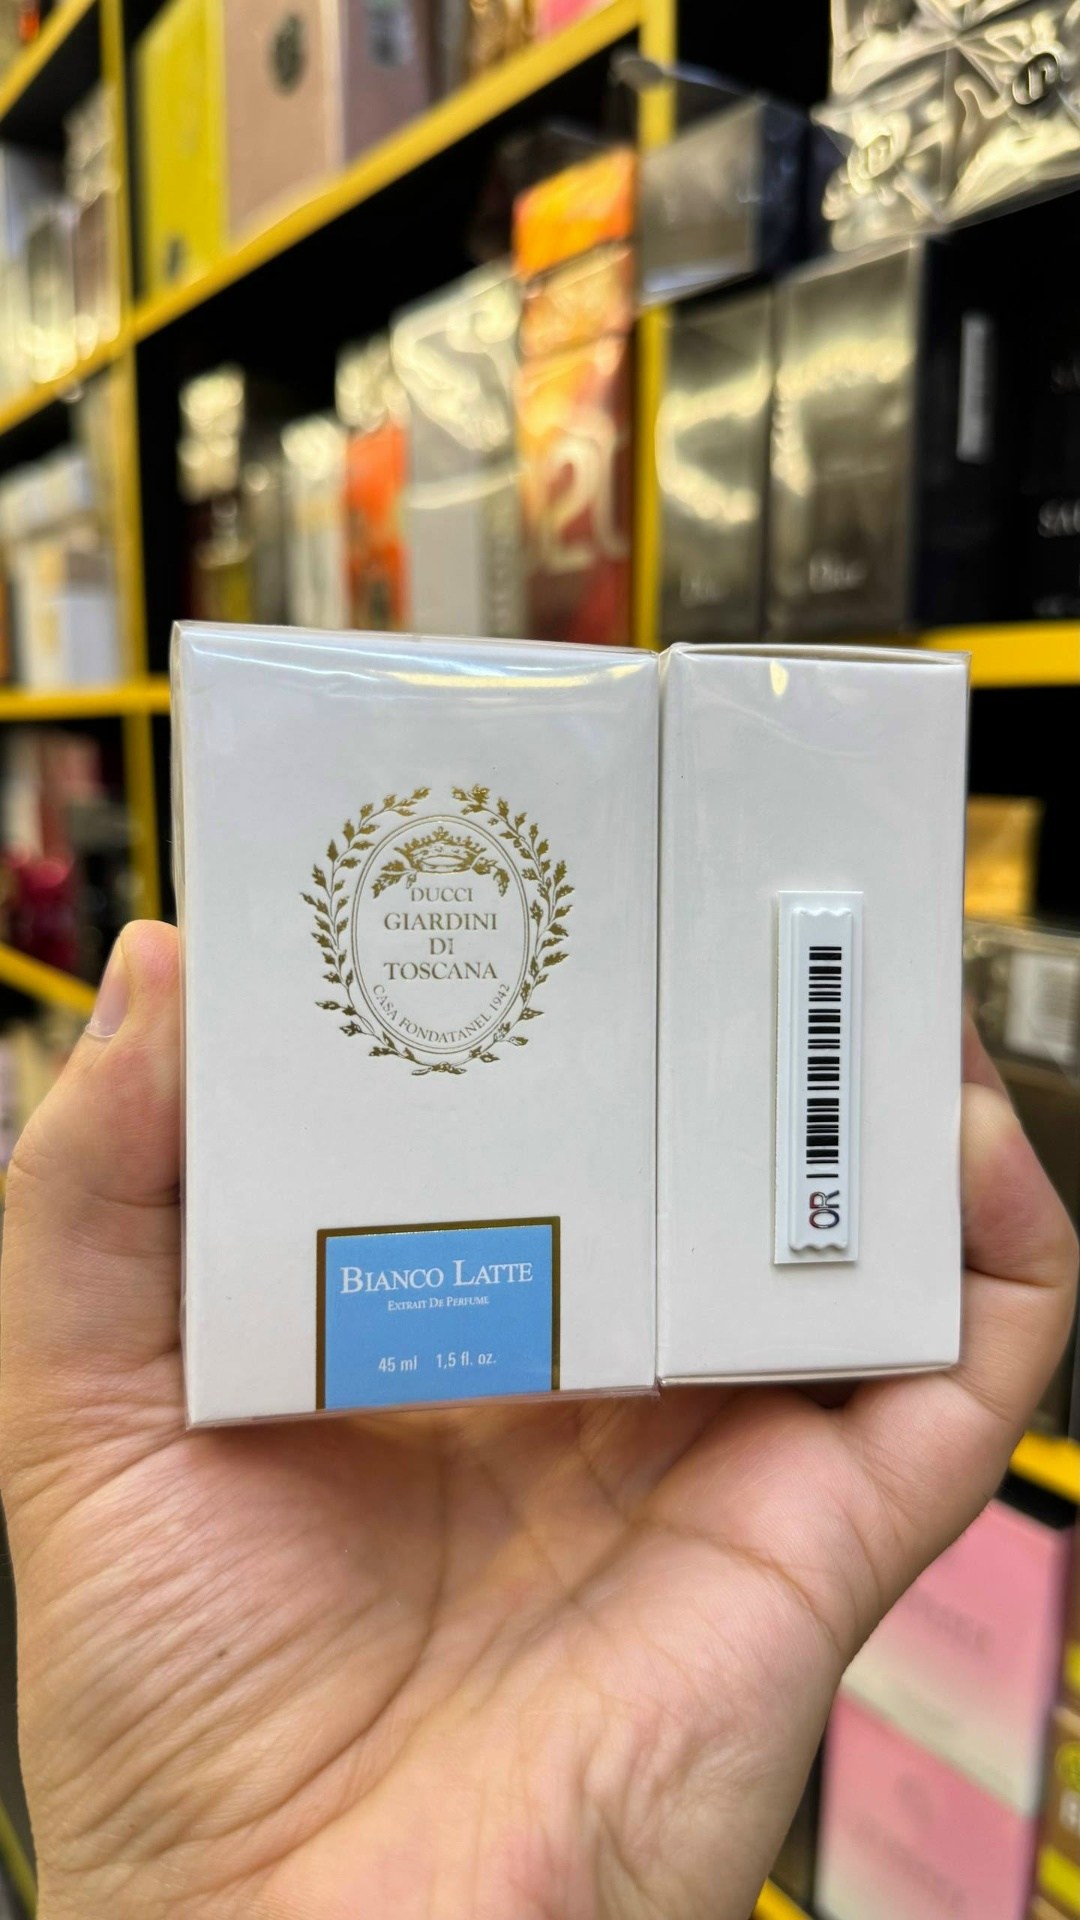 DUCCI
GIARDINI
DI
TOSCANA
CASA FONDATANEL 1942
BIANCO LATTE
EXTRAIT DE PERFUME
45 ml 1,5 fl. oz.
OR
Dior